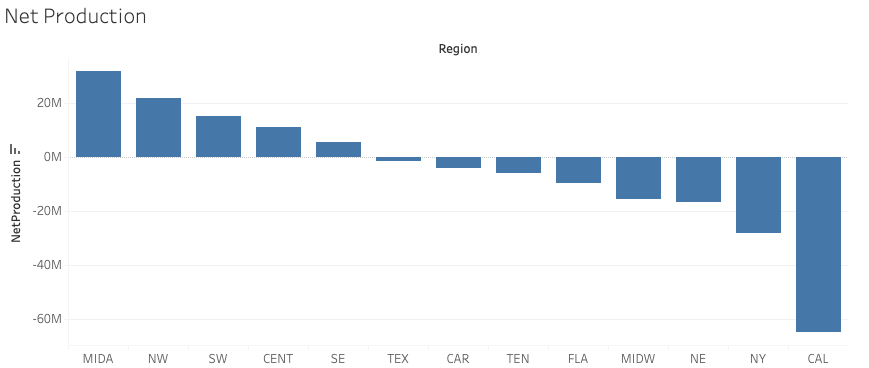 Net Production
Region
NetProduction
20M
0M
-20M
-40M
-60M
MIDA NW SW CENT SE TEX CAR TEN FLA MIDW NE NY CAL